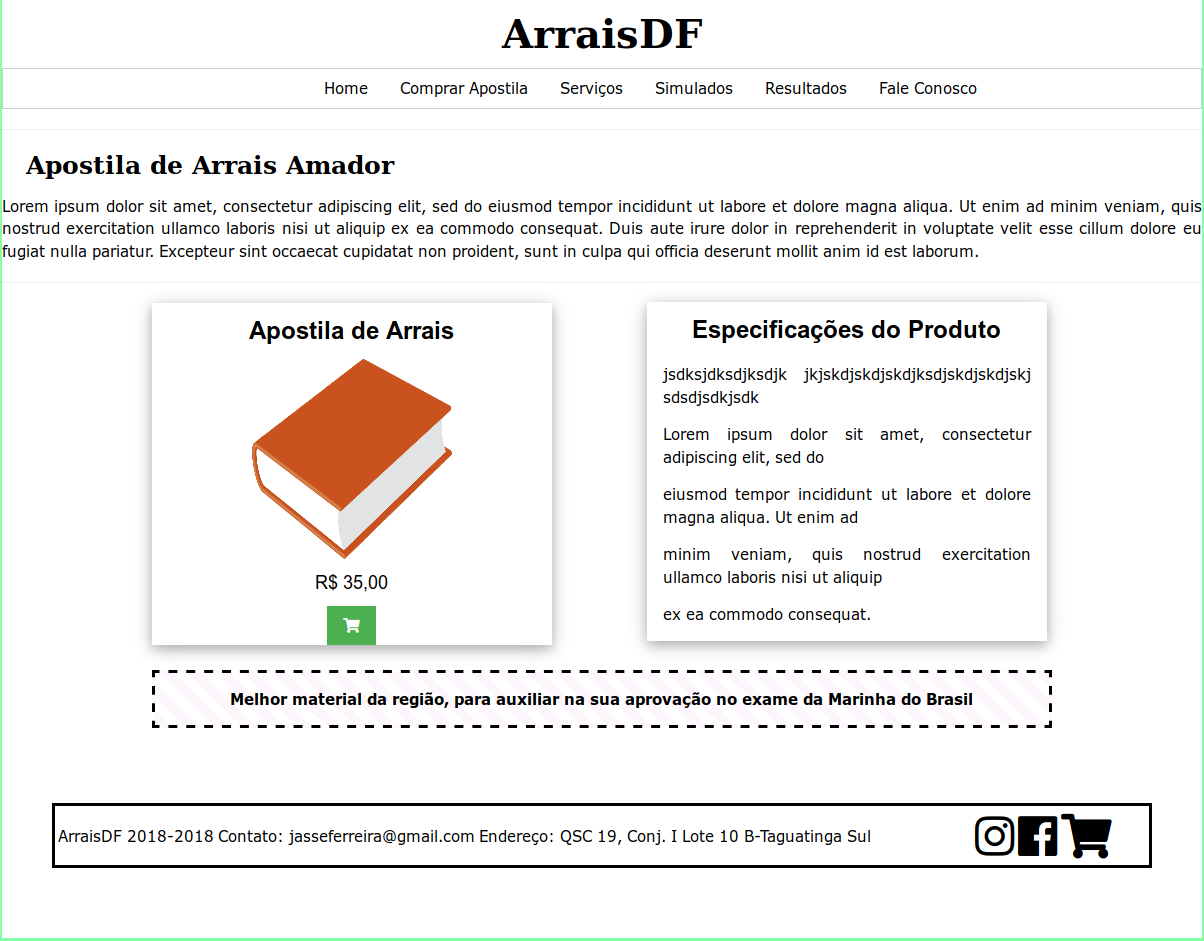 ArraisDF
Home Comprar Apostila Serviços Simulados Resultados Fale Conosco
Apostila de Arrais Amador
Lorem ipsum dolor sit amet, consectetur adipiscing elit, sed do eiusmod tempor incididunt ut labore et dolore magna aliqua. Ut enim ad minim veniam, quis
nostrud exercitation ullamco laboris nisi ut aliquip ex ea commodo consequat. Duis aute irure dolor in reprehenderit in voluptate velit esse cillum dolore eu
fugiat nulla pariatur. Excepteur sint occaecat cupidatat non proident, sunt in culpa qui officia deserunt mollit anim id est laborum.
Apostila de Arrais
R$ 35,00
Especificações do Produto
jsdksjdksdjksdjk jkjskdjskdjskdjksdjskdjskdjskj
sdsdjsdkjsdk
Lorem ipsum dolor sit amet, consectetur
adipiscing elit, sed do
eiusmod tempor incididunt ut labore et dolore
magna aliqua. Ut enim ad
minim veniam, quis nostrud exercitation
ullamco laboris nisi ut aliquip
ex ea commodo consequat.
Melhor material da região, para auxiliar na sua aprovação no exame da Marinha do Brasil
ArraisDF 2018-2018 Contato: jasseferreira@gmail.com Endereço: QSC 19, Conj. I Lote 10 B-Taguatinga Sul